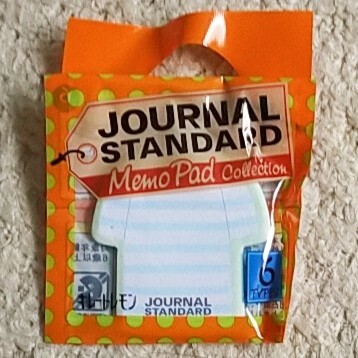 JOURNAL
STANDARD
Memo Pad Collection
6
JOURNAL
STANDARD